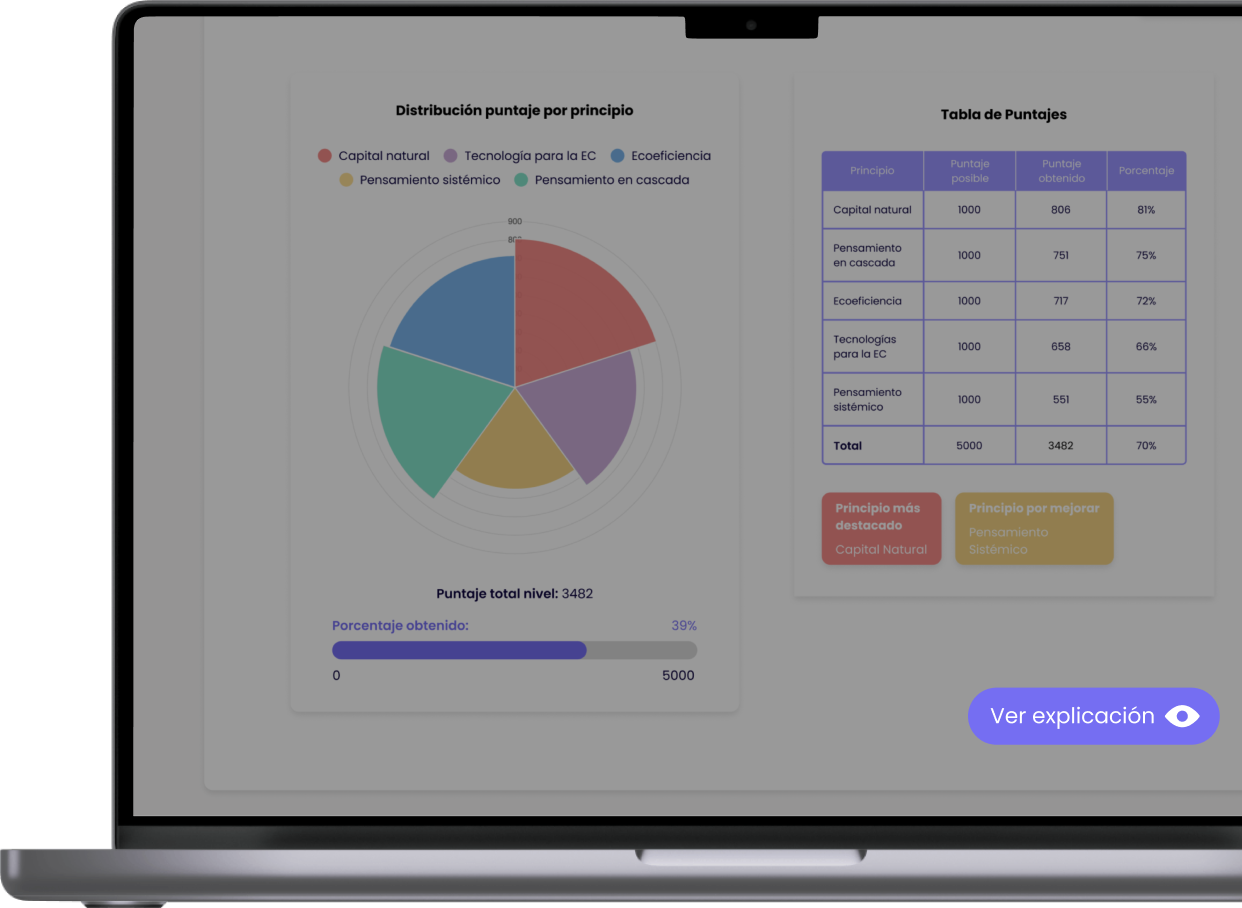 Distribución puntaje por principio
Capital natural Tecnología para la EC Ecoeficiencia
Pensamiento sistémico Pensamiento en cascada
900
Puntaje total nivel: 3482
Porcentaje obtenido: 39%
0 5000
Tabla de Puntajes
Principio Puntaje posible Puntaje obtenido Porcentaje
Capital natural 1000 806 81%
Pensamiento en cascada 1000 751 75%
Ecoeficiencia 1000 717 72%
Tecnologías para la EC 1000 658 66%
Pensamiento sistémico 1000 551 55%
Total 5000 3482 70%
Principio más
destacado
Capital Natural
Principio por mejorar
Pensamiento
Sistémico
Ver explicación